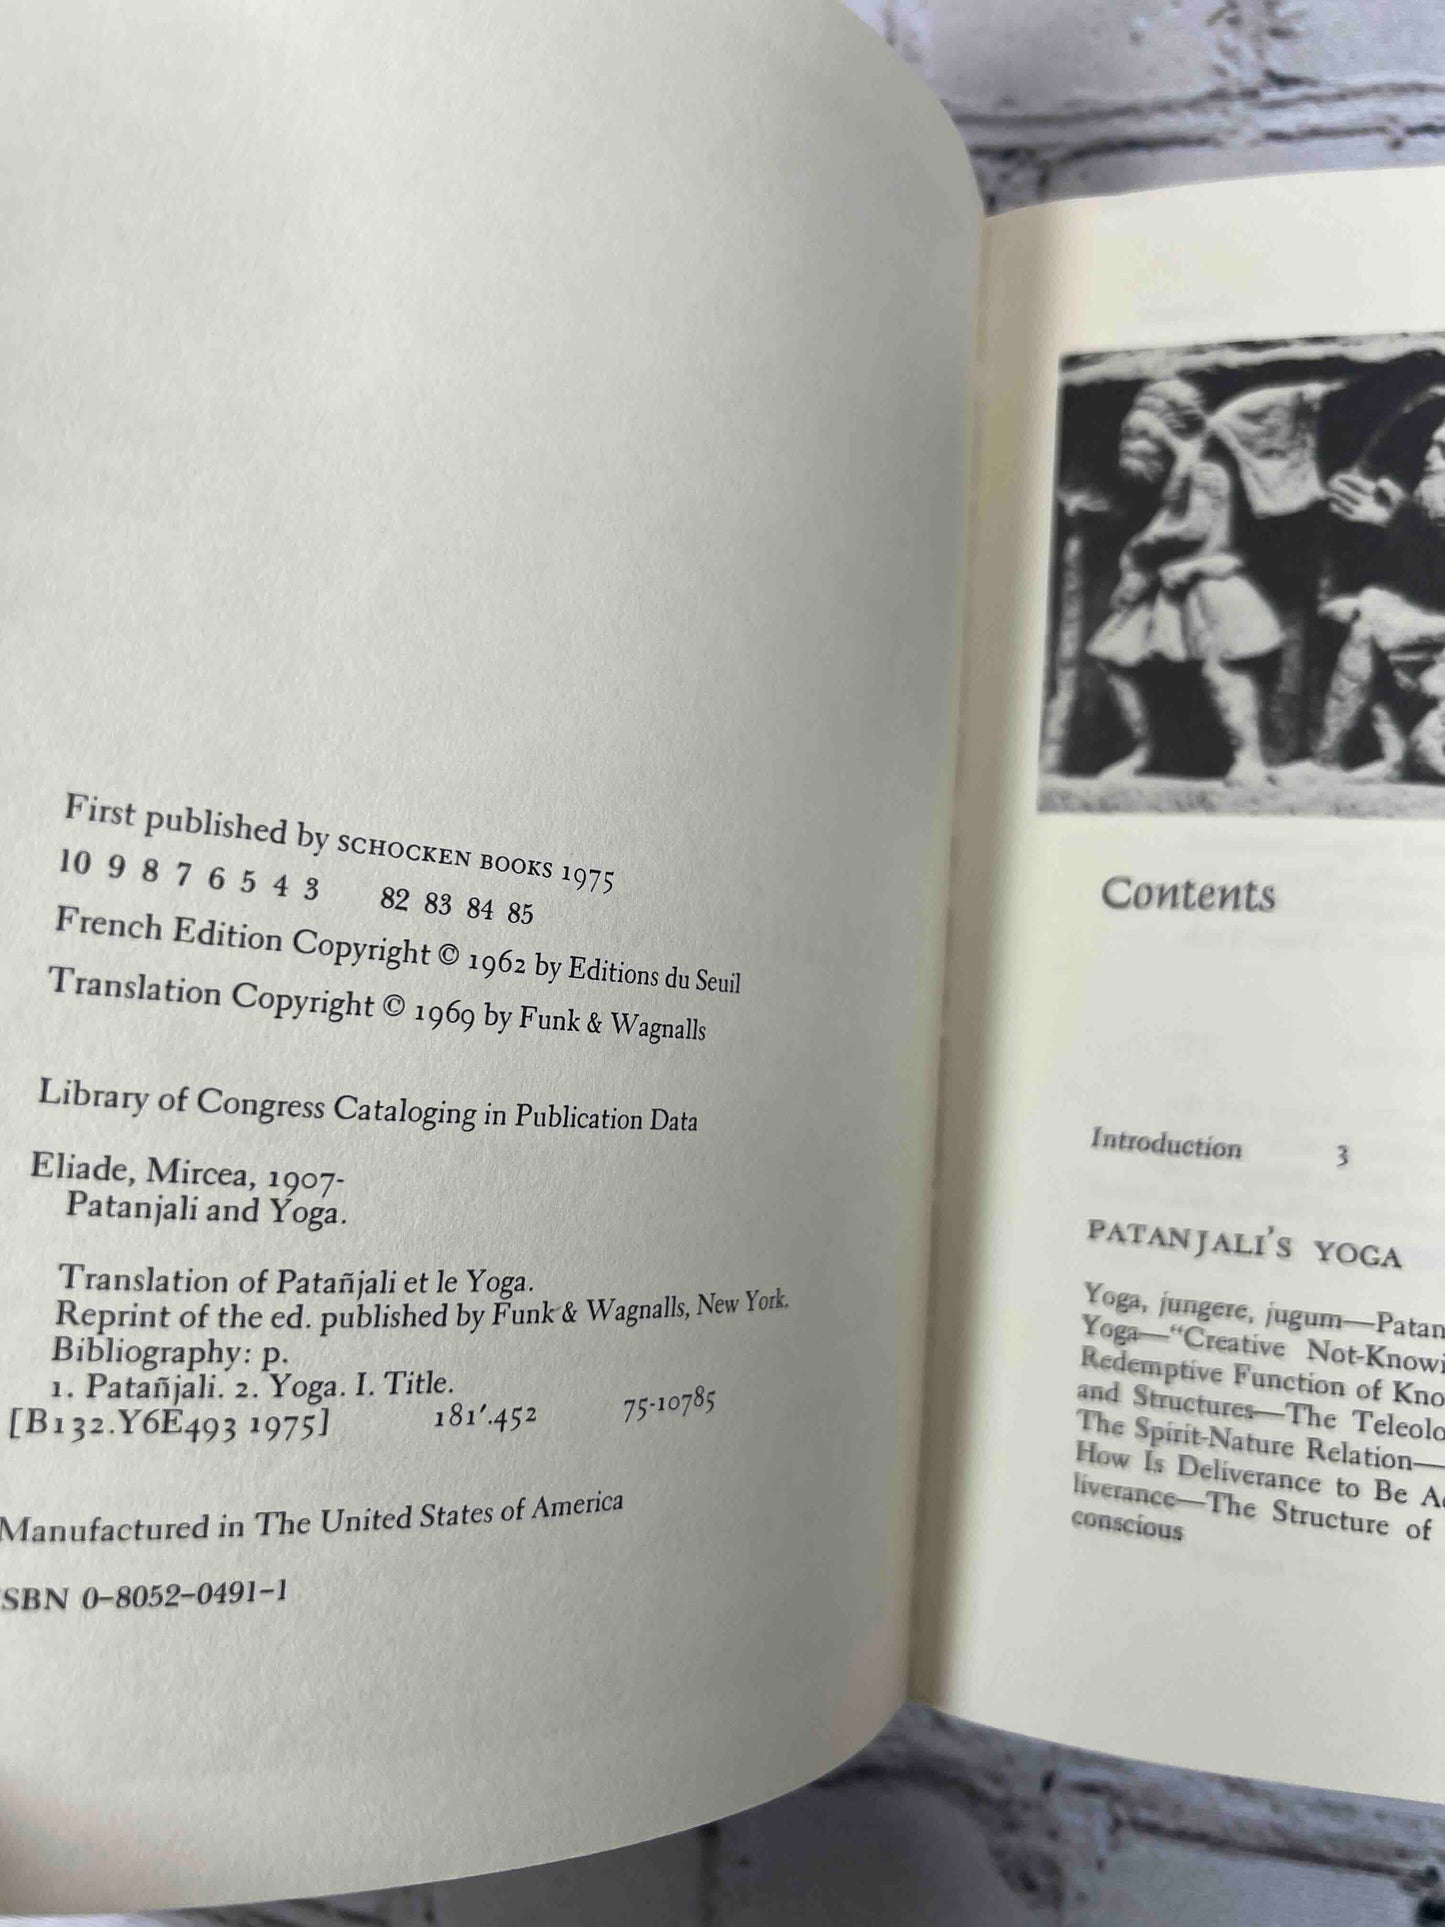 First published by SCHOCKEN BOOKS 1975
10 9 8 7 6 5 4 3 82 83 84 85
French Edition Copyright © 1962 by Editions du Seuil
Translation Copyright © 1969 by Funk & Wagnalls
Library of Congress Cataloging in Publication Data
Eliade, Mircea, 1907-
Patanjali and Yoga.
Translation of Patañjali et le Yoga.
Reprint of the ed. published by Funk & Wagnalls, New York.
Bibliography: p.
1. Patañjali. 2. Yoga. I. Title.
[B132.Y6E493 1975] 181'.452 75-10785
Manufactured in The United States of America
SBN 0-8052-0491-1
Contents
Introduction 3
PATANJALI'S YOGA
Yoga, jungere, jugum—Patan
Yoga—"Creative Not-Knowi
Redemptive Function of Kno
and Structures—The Teleolo
The Spirit-Nature Relation—
How Is Deliverance to Be A
liverance—The Structure of
conscious